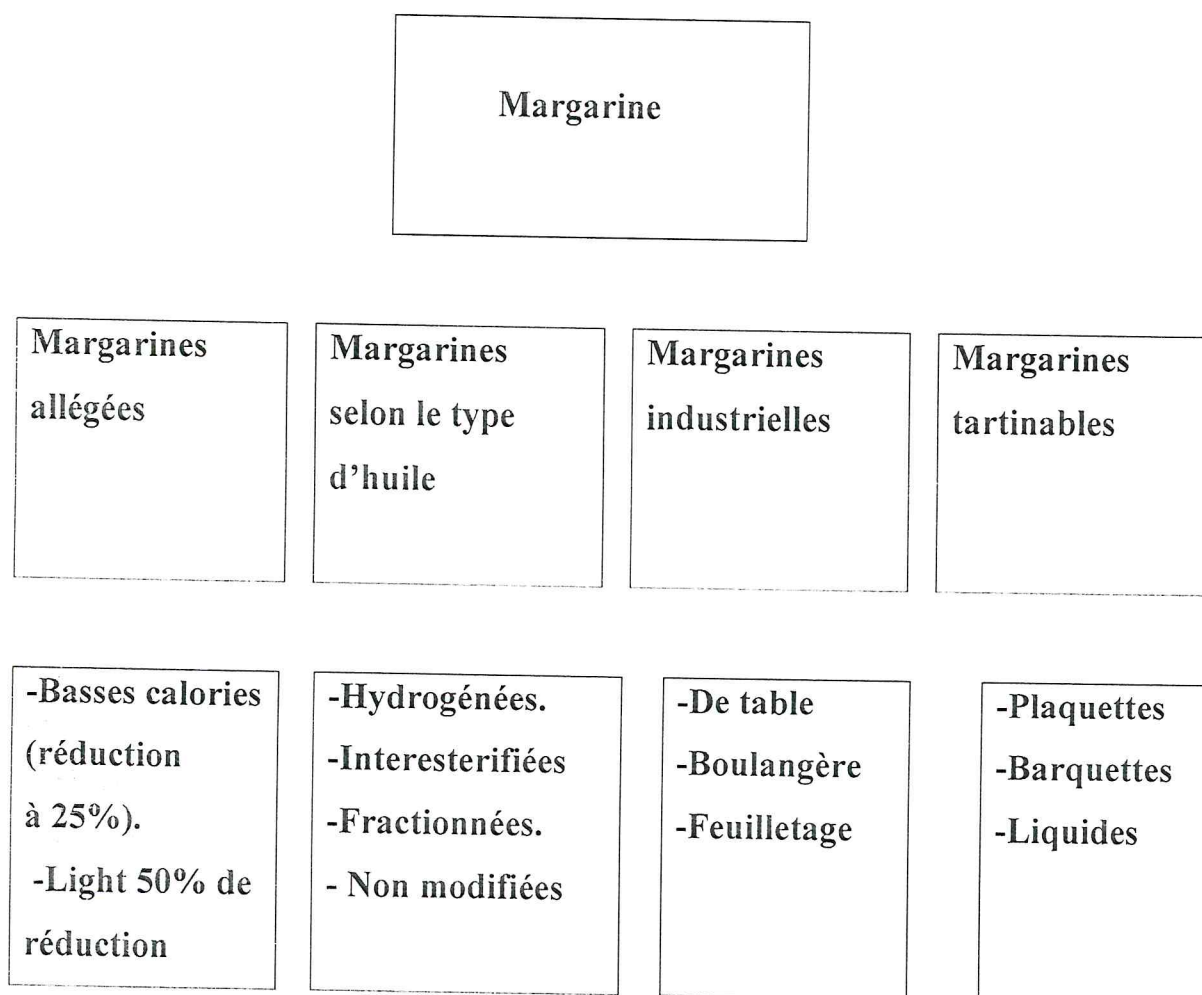 Margarine
Margarines
allégées
Margarines
selon le type
d'huile
Margarines
industrielles
Margarines
tartinables
-Basses calories
(réduction
à 25%).
-Light 50% de
réduction
-Hydrogénées.
-Interesterifiées
-Fractionnées.
- Non modifiées
-De table
-Boulangère
-Feuilletage
-Plaquettes
-Barquettes
-Liquides